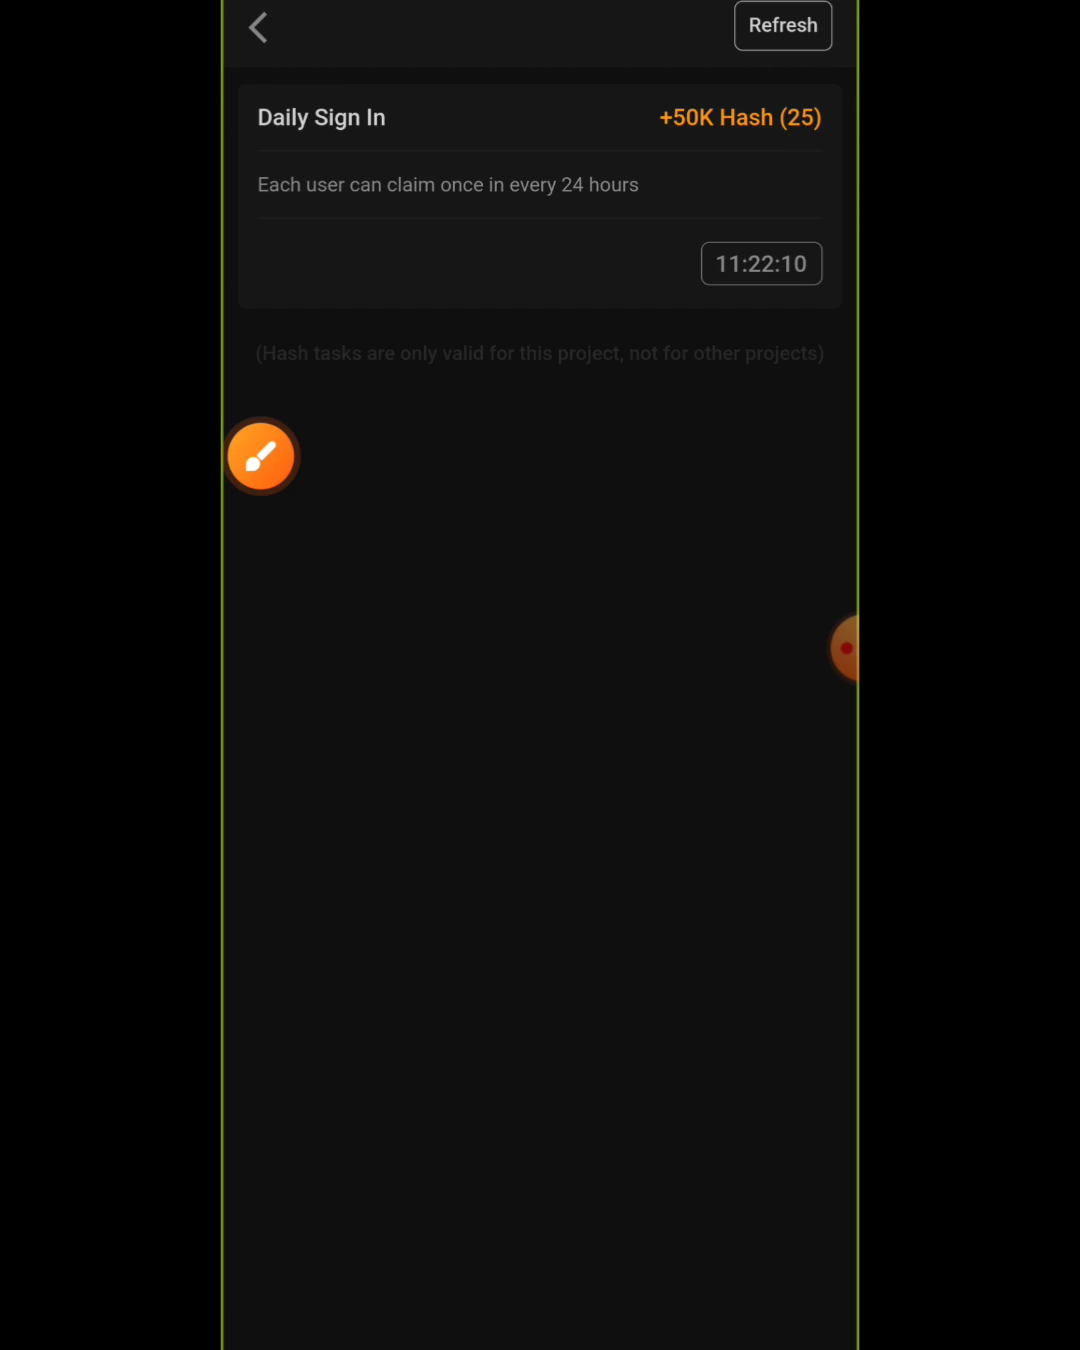 Refresh
Daily Sign In +50K Hash (25)
Each user can claim once in every 24 hours
11:22:10
(Hash tasks are only valid for this project, not for other projects)